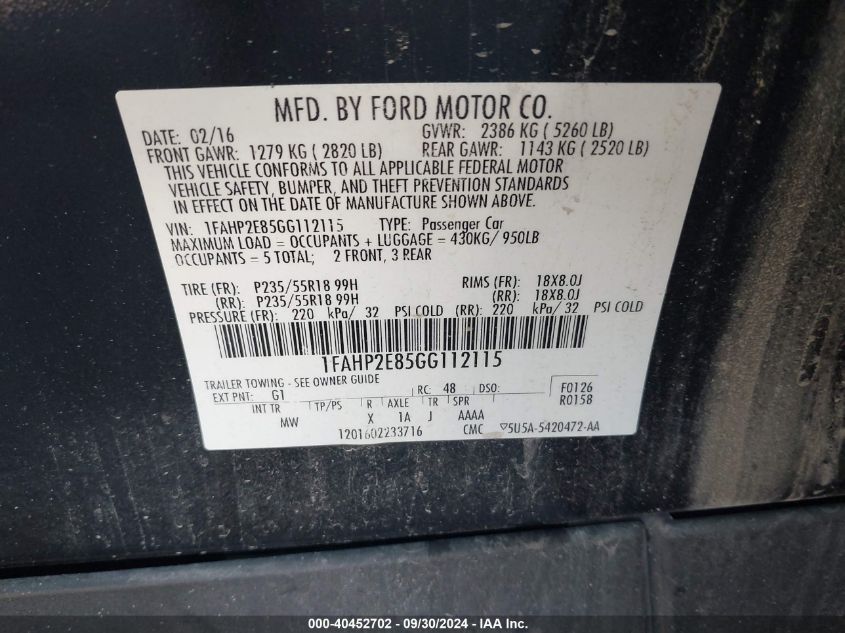 MFD. BY FORD MOTOR CO.
DATE: 02/16 GVWR: 2386 KG ( 5260 LB)
FRONT GAWR: 1279 KG ( 2820 LB) REAR GAWR: 1143 KG ( 2520 LB)
THIS VEHICLE CONFORMS TO ALL APPLICABLE FEDERAL MOTOR
VEHICLE SAFETY, BUMPER, AND THEFT PREVENTION STANDARDS
IN EFFECT ON THE DATE OF MANUFACTURE SHOWN ABOVE.
VIN: 1FAHP2E85GG112115 TYPE: Passenger Car
MAXIMUM LOAD = OCCUPANTS + LUGGAGE = 430KG/ 950LB
OCCUPANTS = 5 TOTAL; 2 FRONT, 3 REAR
TIRE (FR): P235/55R18 99H RIMS (FR): 18X8.0J
(RR): P235/55R18 99H (RR): 18X8.0J
PRESSURE (FR): 220 kPa/ 32 PSI COLD (RR): 220 kPa/ 32 PSI COLD
1FAHP2E85GG112115
TRAILER TOWING - SEE OWNER GUIDE
EXT PNT: G1 RC: 48 DSO: F0126
R0158
INT TR TP/PS R AXLE TR SPR
MW X 1A J AAAA
1201602233716 CMC ▽5U5A-5420472-AA
000-40452702 - 09/30/2024 - IAA Inc.